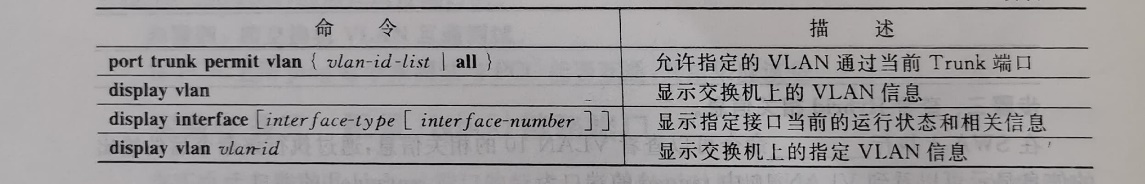 命 令 描 述
port trunk permit vlan { vlan-id-list | all } 允许指定的 VLAN 通过当前 Trunk 端口
display vlan 显示交换机上的 VLAN 信息
display interface [interface-type [ interface-number ] ] 显示指定接口当前的运行状态和相关信息
display vlan vlan-id 显示交换机上的指定 VLAN 信息